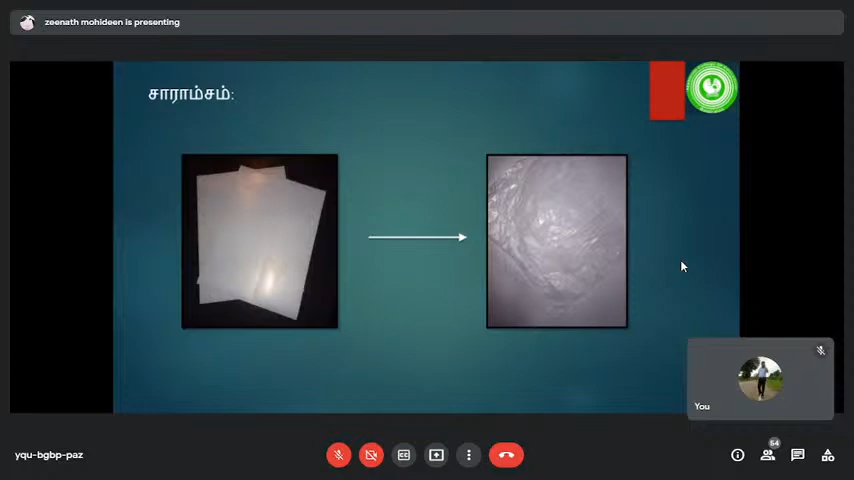 zeenath mohideen is presenting
சாராம்சம்:
You
54
yqu-bgbp-paz